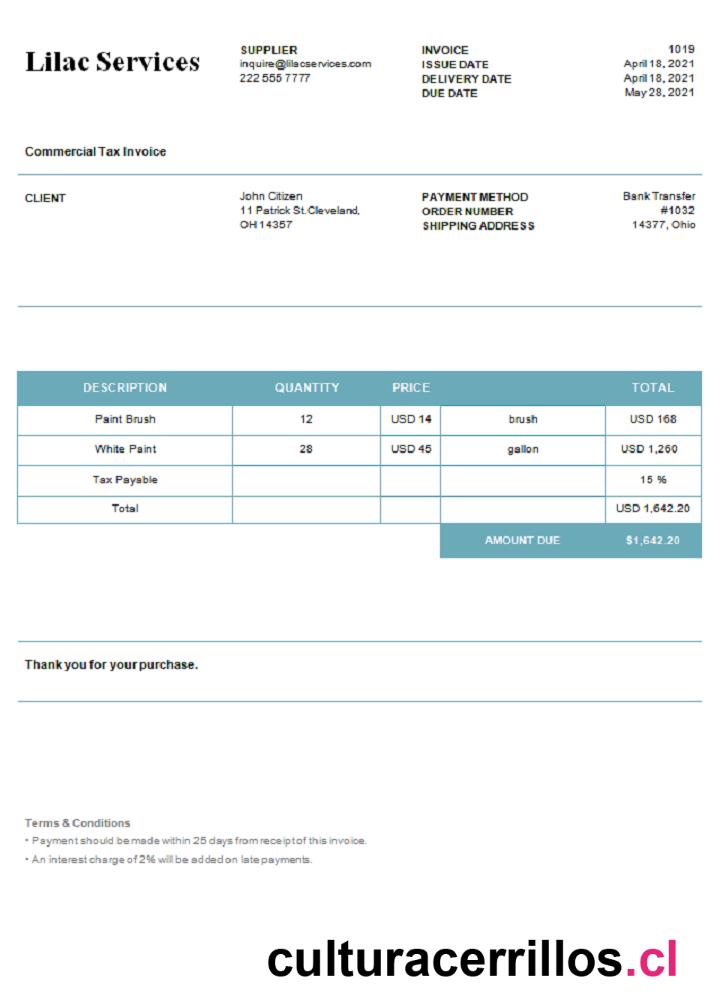 Lilac Services
SUPPLIER
inquire@lilacservices.com
222 555 7777
INVOICE 1019
ISSUE DATE April 18, 2021
DELIVERY DATE April 18, 2021
DUE DATE May 28, 2021
Commercial Tax Invoice
CLIENT
John Citizen
11 Patrick St.Cleveland,
OH 14357
PAYMENT METHOD Bank Transfer
ORDER NUMBER #1032
SHIPPING ADDRESS 14377, Ohio
DESCRIPTION QUANTITY PRICE TOTAL
Paint Brush 12 USD 14 brush USD 168
White Paint 28 USD 45 gallon USD 1,260
Tax Payable 15 %
Total USD 1,642.20
AMOUNT DUE $1,642.20
Thank you for your purchase.
Terms & Conditions
• Payment should be made within 25 days from receipt of this invoice.
• An interest charge of 2% will be added on late payments.
culturacerrillos.cl